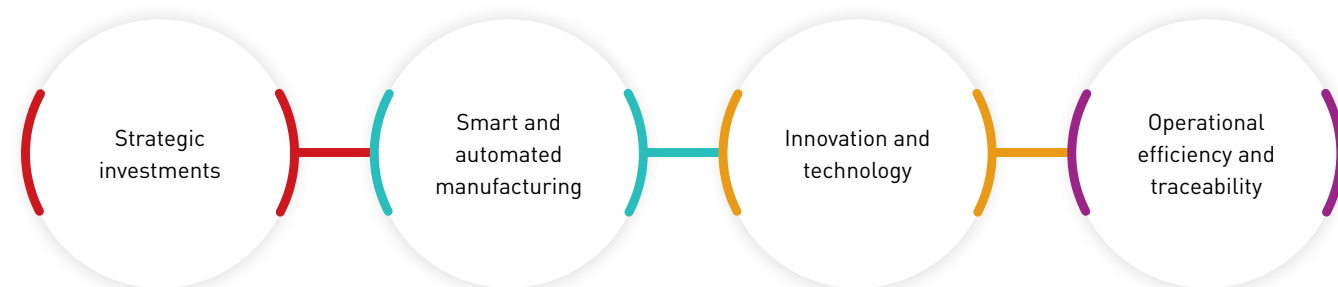 Strategic
investments
Smart and
automated
manufacturing
Innovation and
technology
Operational
efficiency and
traceability